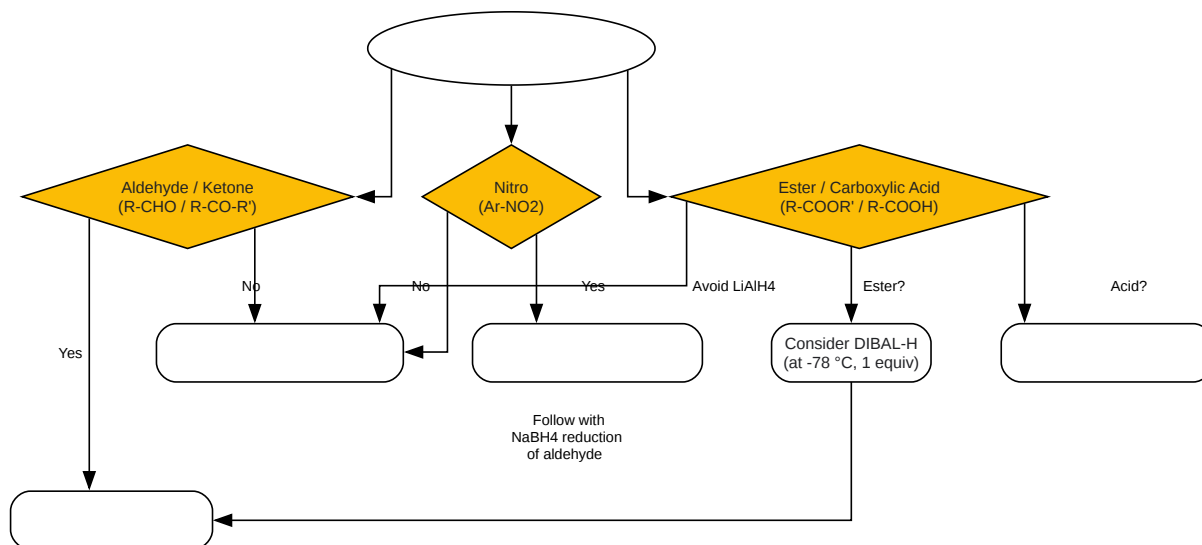 Aldehyde / Ketone
(R-CHO / R-CO-R')
Nitro
(Ar-NO2)
Ester / Carboxylic Acid
(R-COOR' / R-COOH)
No
No
Yes
Avoid LiAlH4
Ester?
Acid?
Yes
Consider DIBAL-H
(at -78 °C, 1 equiv)
Follow with
NaBH4 reduction
of aldehyde